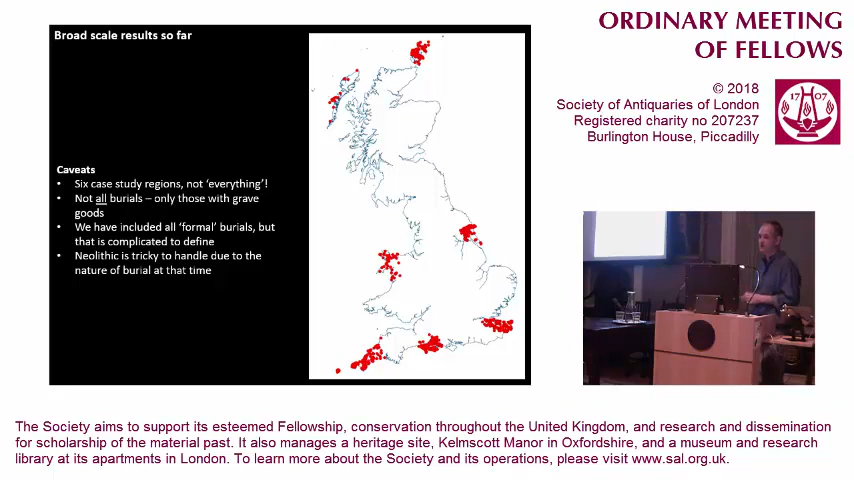 Broad scale results so far
Caveats
• Six case study regions, not ‘everything’!
• Not all burials – only those with grave
goods
• We have included all ‘formal’ burials, but
that is complicated to define
• Neolithic is tricky to handle due to the
nature of burial at that time
ORDINARY MEETING
OF FELLOWS
© 2018
Society of Antiquaries of London
Registered charity no 207237
Burlington House, Piccadilly
1707
The Society aims to support its esteemed Fellowship, conservation throughout the United Kingdom, and research and dissemination
for scholarship of the material past. It also manages a heritage site, Kelmscott Manor in Oxfordshire, and a museum and research
library at its apartments in London. To learn more about the Society and its operations, please visit www.sal.org.uk.